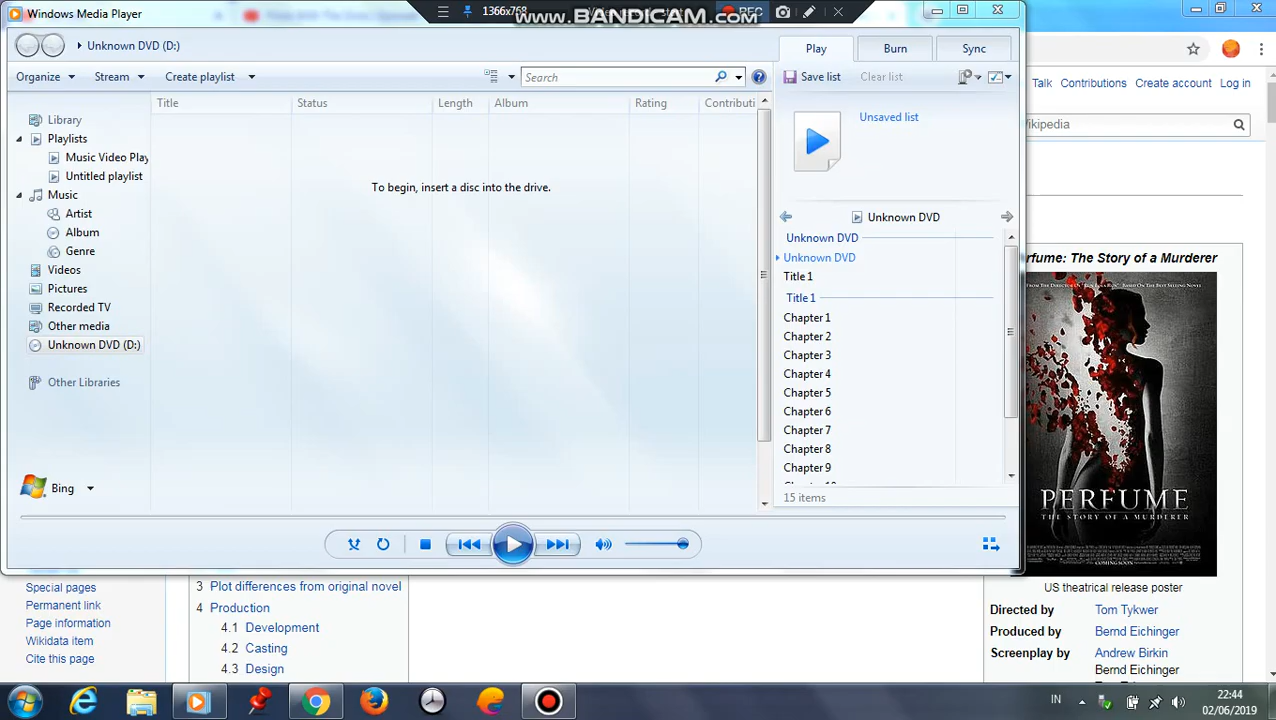 Windows Media Player
1366x768
REC
www.BANDICAM.com
Unknown DVD (D:)
Play
Burn
Sync
Organize
Stream
Create playlist
Search
Save list
Clear list
Talk
Contributions
Create account
Log in
Title
Status
Length
Album
Rating
Contributi
Unsaved list
ikipedia
Library
Playlists
Music Video Play
Untitled playlist
Music
Artist
Album
Genre
Videos
Pictures
Recorded TV
Other media
Unknown DVD (D:)
Other Libraries
Bing
To begin, insert a disc into the drive.
Unknown DVD
Unknown DVD
Unknown DVD
Title 1
Title 1
Chapter 1
Chapter 2
Chapter 3
Chapter 4
Chapter 5
Chapter 6
Chapter 7
Chapter 8
Chapter 9
15 items
rfume: The Story of a Murderer
PERFUME
THE STORY OF A MURDERER
COMING SOON
US theatrical release poster
Directed by Tom Tykwer
Produced by Bernd Eichinger
Screenplay by Andrew Birkin
Bernd Eichinger
Special pages
Permanent link
Page information
Wikidata item
Cite this page
3 Plot differences from original novel
4 Production
4.1 Development
4.2 Casting
4.3 Design
IN
22:44
02/06/2019